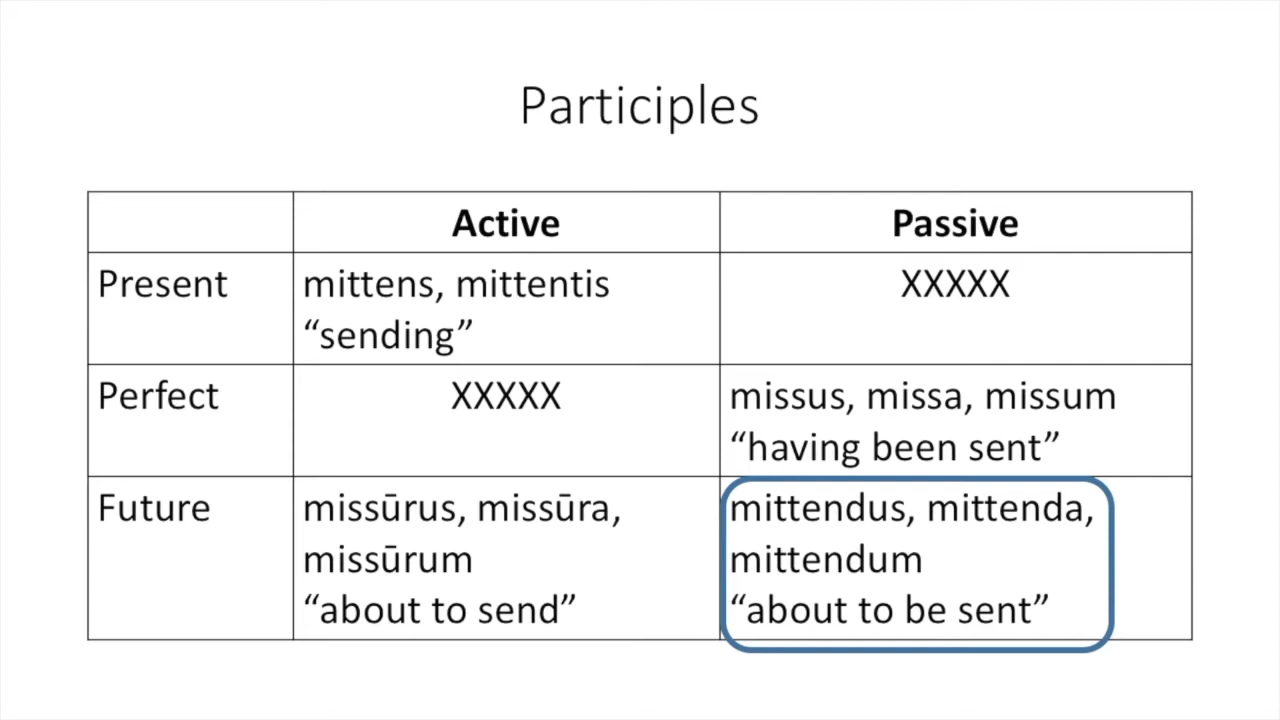 Participles
Active Passive
Present mittens, mittentis XXXXX
“sending”
Perfect XXXXX missus, missa, missum
“having been sent”
Future missūrus, missūra, mittendus, mittenda,
missūrum mittendum
“about to send” “about to be sent”